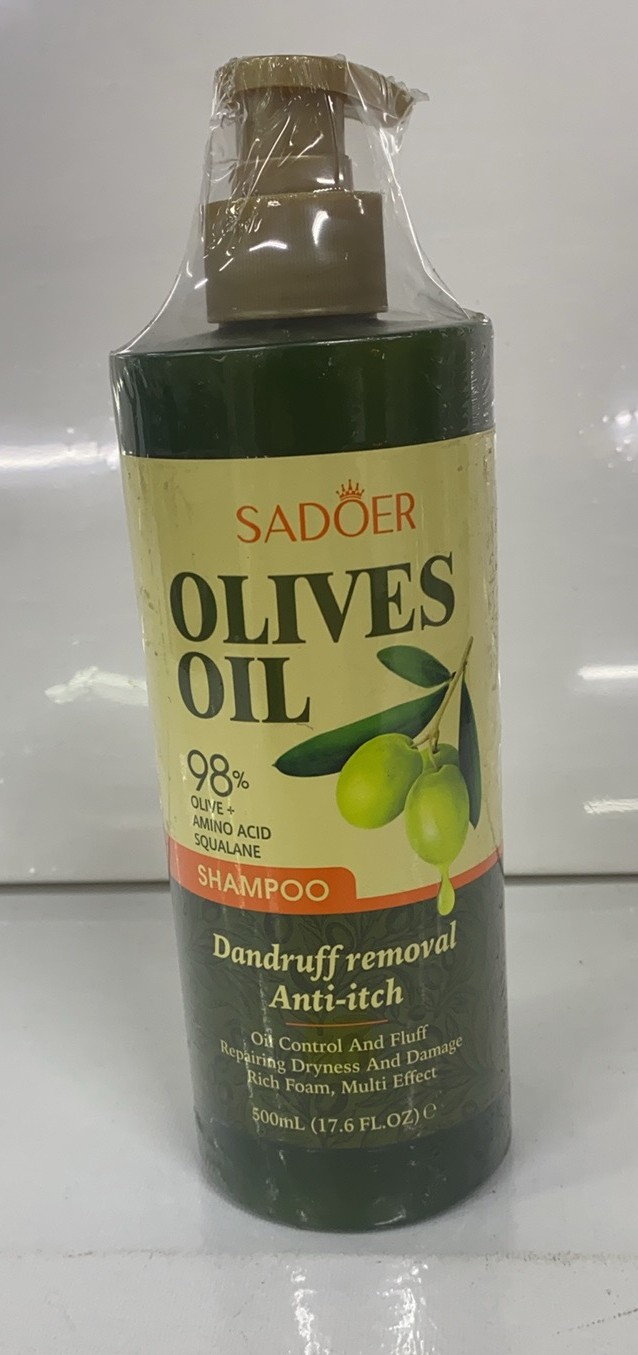 SADOER
OLIVES
OIL
98%
OLIVE +
AMINO ACID
SQUALANE
SHAMPOO
Dandruff removal
Anti-itch
Oil Control And Fluff
Repairing Dryness And Damage
Rich Foam, Multi Effect
500mL (17.6 FL.OZ) ℮